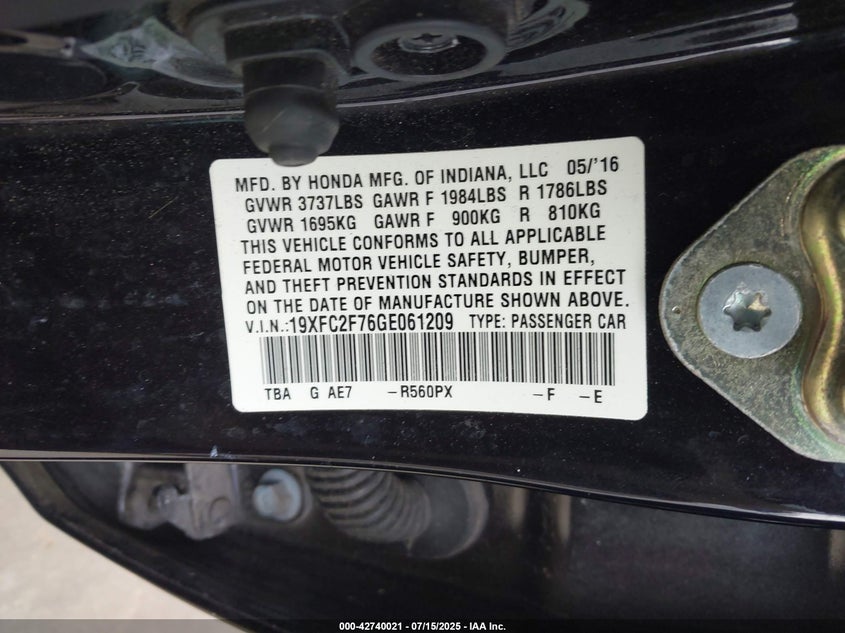 MFD. BY HONDA MFG. OF INDIANA, LLC 05/'16
GVWR 3737LBS GAWR F 1984LBS R 1786LBS
GVWR 1695KG GAWR F 900KG R 810KG
THIS VEHICLE CONFORMS TO ALL APPLICABLE
FEDERAL MOTOR VEHICLE SAFETY, BUMPER,
AND THEFT PREVENTION STANDARDS IN EFFECT
ON THE DATE OF MANUFACTURE SHOWN ABOVE.
V.I.N.:19XFC2F76GE061209 TYPE: PASSENGER CAR
TBA G AE7 -R560PX -F -E
000-42740021 - 07/15/2025 - IAA Inc.